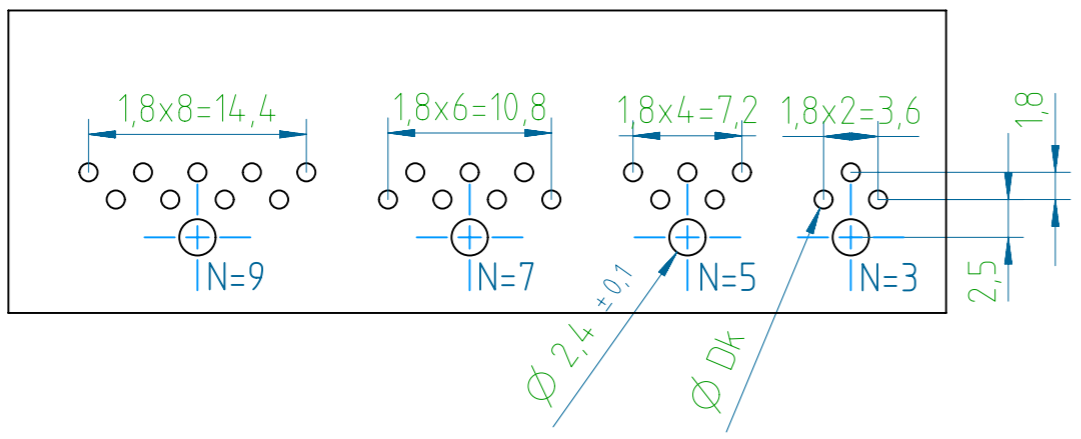 1,8x8=14,4
1,8x6=10,8
1,8x4=7,2
1,8x2=3,6
1,8
N=9
N=7
N=5
N=3
2,5
Ø 2,4 ±0,1
Ø Dk